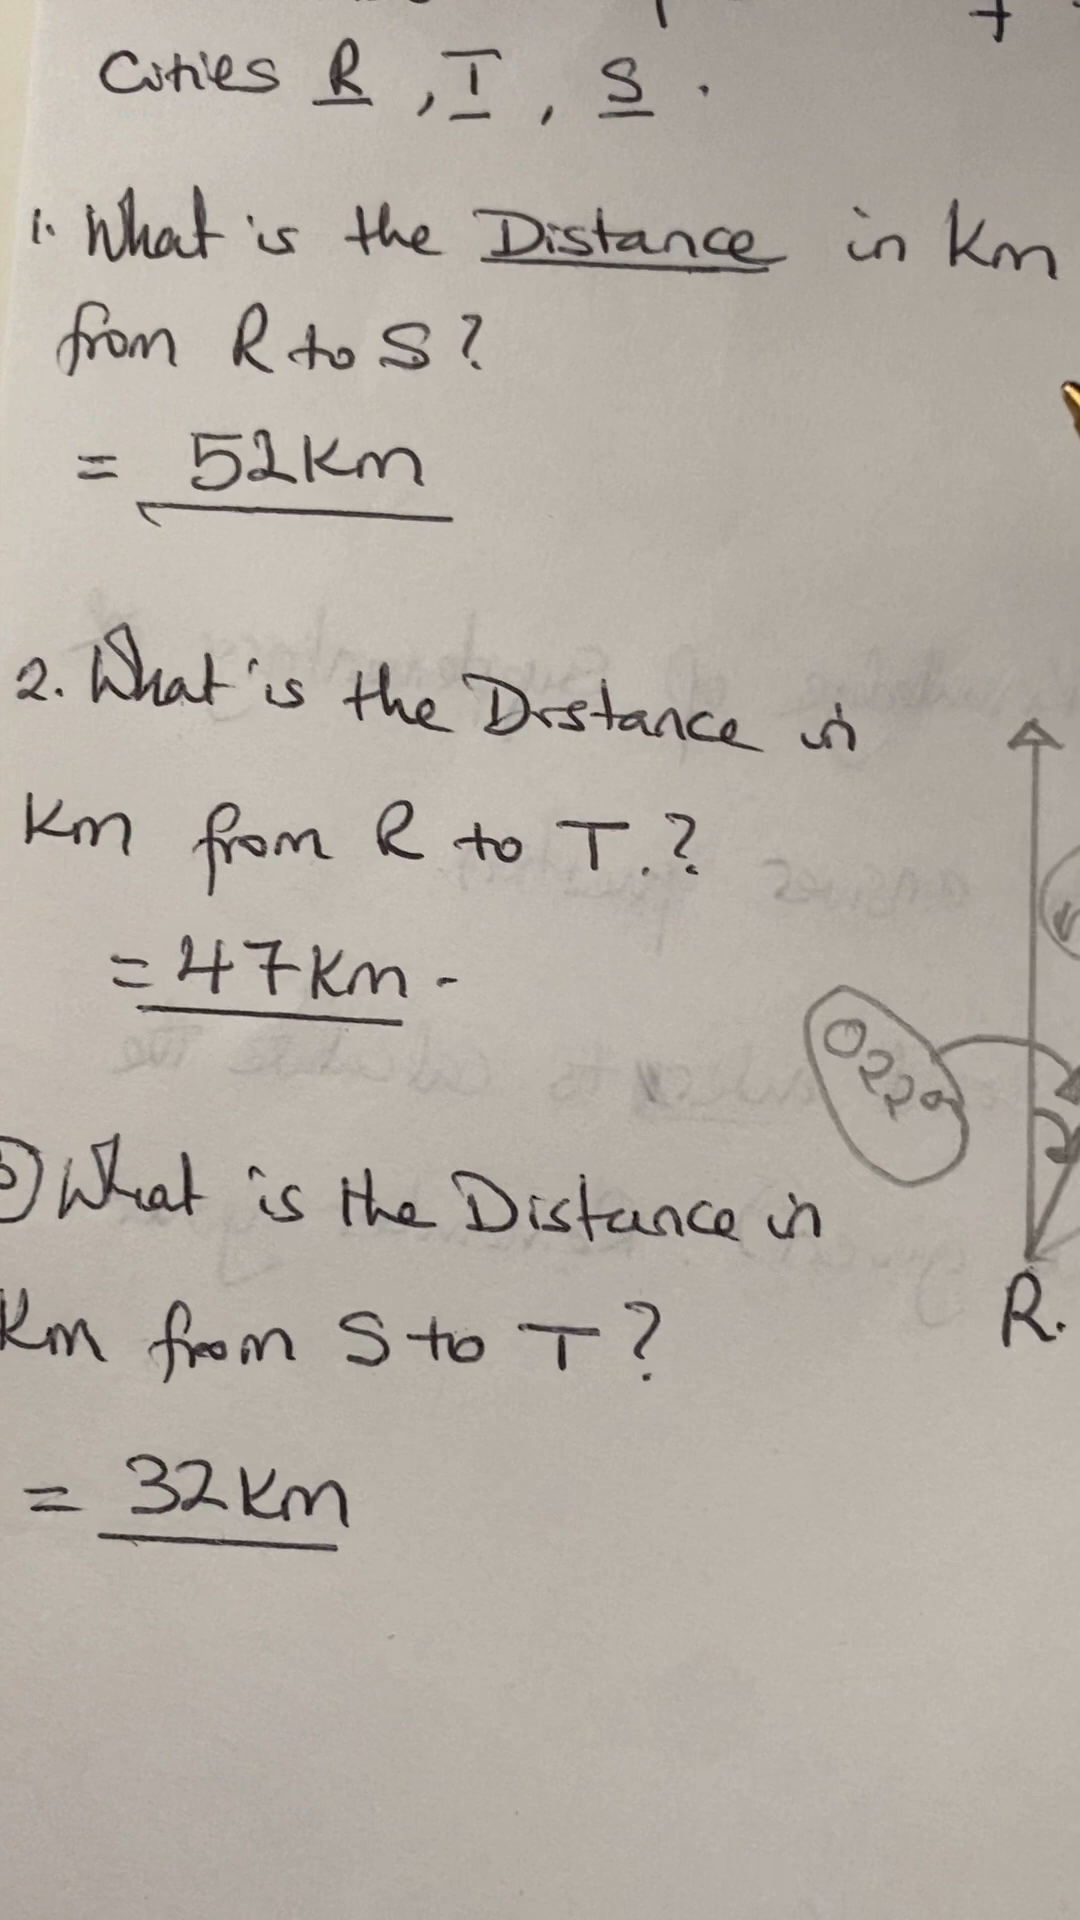 Cities R, T, S.
1. What is the Distance in Km
from R to S?
= 52Km
2. What is the Distance in
Km from R to T.?
= 47Km.
What is the Distance in
Km from S to T?
= 32Km
022°
R.